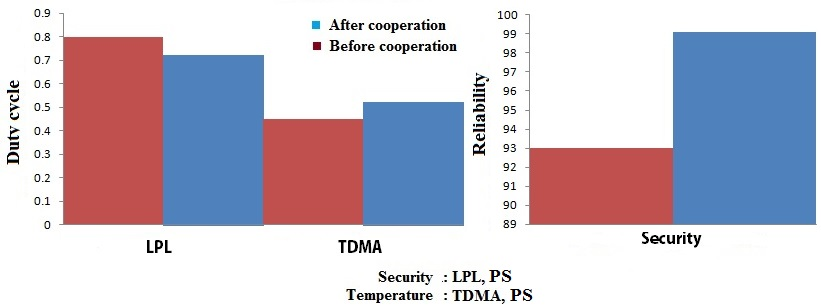 0.9
0.8
0.7
0.6
0.5
0.4
0.3
0.2
0.1
0
Duty cycle
After cooperation
Before cooperation
LPL
TDMA
100
99
98
97
96
95
94
93
92
91
90
89
Reliability
Security
Security .: LPL, PS
Temperature : TDMA, PS